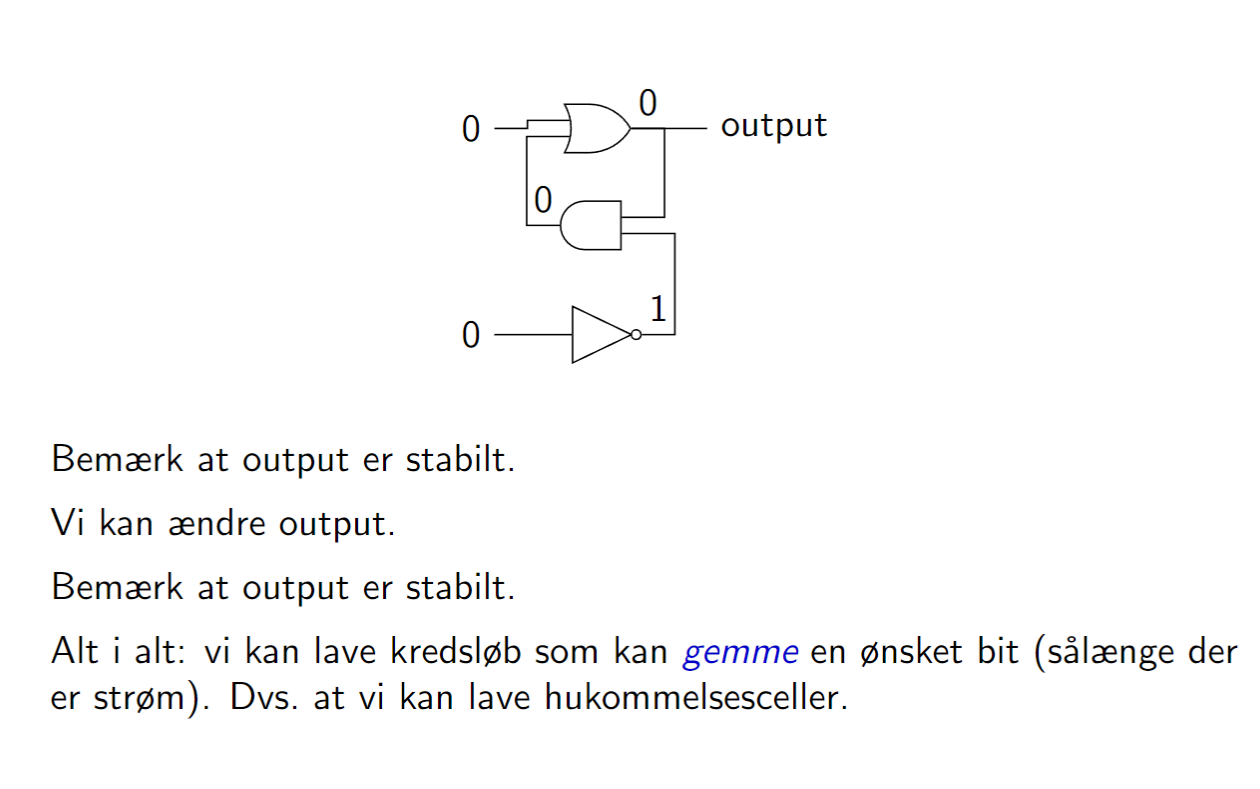 0
0 output
0
1
0
Bemærk at output er stabilt.
Vi kan ændre output.
Bemærk at output er stabilt.
Alt i alt: vi kan lave kredsløb som kan gemme en ønsket bit (sålænge der
er strøm). Dvs. at vi kan lave hukommelsesceller.